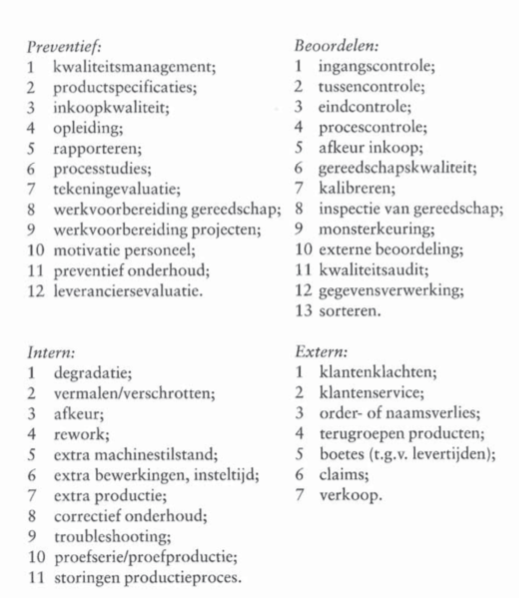 Preventief:
1 kwaliteitsmanagement;
2 productspecificaties;
3 inkoopkwaliteit;
4 opleiding;
5 rapporteren;
6 processtudies;
7 tekeningevaluatie;
8 werkvoorbereiding gereedschap;
9 werkvoorbereiding projecten;
10 motivatie personeel;
11 preventief onderhoud;
12 leveranciersevaluatie.
Beoordelen:
1 ingangscontrole;
2 tussencontrole;
3 eindcontrole;
4 procescontrole;
5 afkeur inkoop;
6 gereedschapskwaliteit;
7 kalibreren;
8 inspectie van gereedschap;
9 monsterkeuring;
10 externe beoordeling;
11 kwaliteitsaudit;
12 gegevensverwerking;
13 sorteren.
Intern:
1 degradatie;
2 vermalen/verschrotten;
3 afkeur;
4 rework;
5 extra machinestilstand;
6 extra bewerkingen, insteltijd;
7 extra productie;
8 correctief onderhoud;
9 troubleshooting;
10 proefserie/proefproductie;
11 storingen productieproces.
Extern:
1 klantenklachten;
2 klantenservice;
3 order- of naamsverlies;
4 terugroepen producten;
5 boetes (t.g.v. levertijden);
6 claims;
7 verkoop.